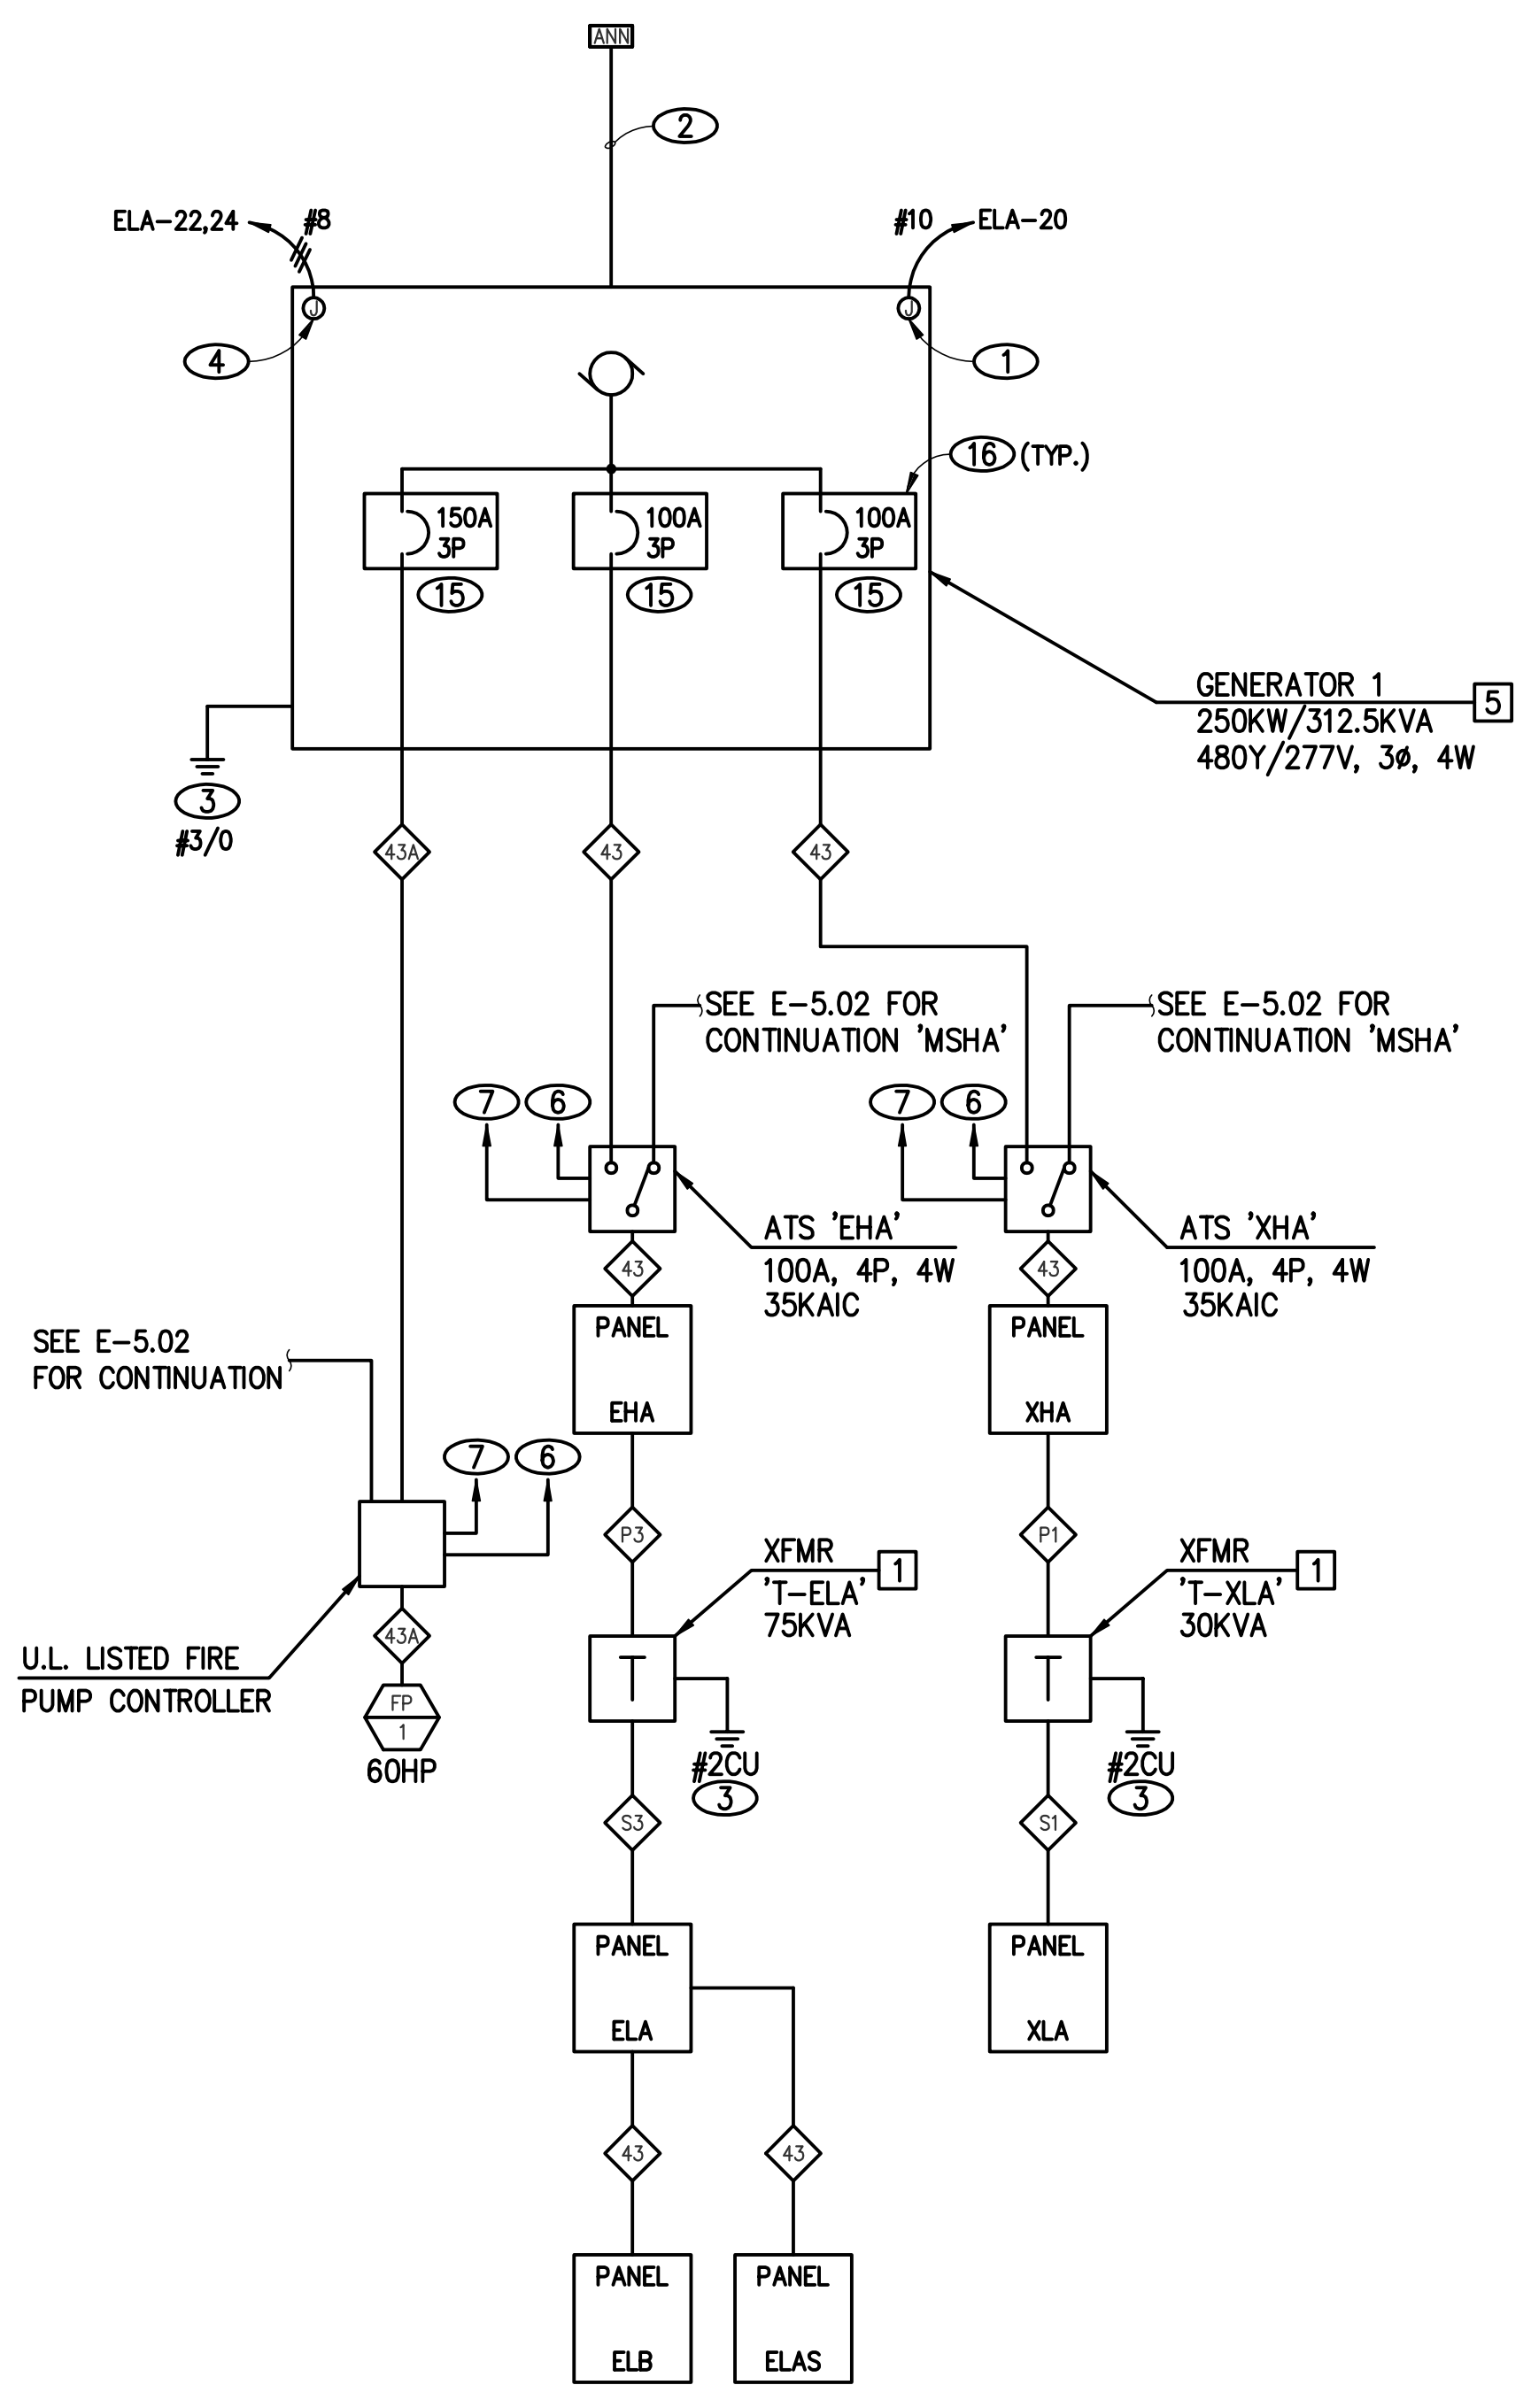 ANN
2
ELA-22,24
#8
#10
ELA-20
J
J
4
1
16 (TYP.)
150A
3P
100A
3P
100A
3P
15
15
15
GENERATOR 1
5
250KW/312.5KVA
480Y/277V, 3ø, 4W
3
#3/0
43A
43
43
SEE E-5.02 FOR
CONTINUATION 'MSHA'
SEE E-5.02 FOR
CONTINUATION 'MSHA'
7
6
7
6
ATS 'EHA'
100A, 4P, 4W
35KAIC
ATS 'XHA'
100A, 4P, 4W
35KAIC
43
43
PANEL
EHA
PANEL
XHA
SEE E-5.02
FOR CONTINUATION
7
6
P3
P1
XFMR
1
'T-ELA'
75KVA
XFMR
1
'T-XLA'
30KVA
43A
U.L. LISTED FIRE
PUMP CONTROLLER
FP
1
60HP
T
T
#2CU
3
#2CU
3
S3
S1
PANEL
ELA
PANEL
XLA
43
43
PANEL
ELB
PANEL
ELAS